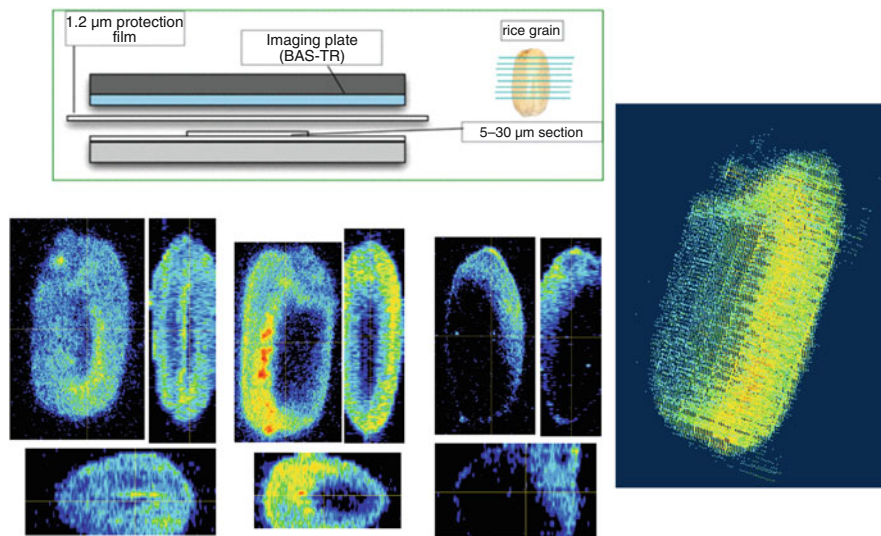 1.2 µm protection
film
Imaging plate
(BAS-TR)
rice grain
5–30 µm section